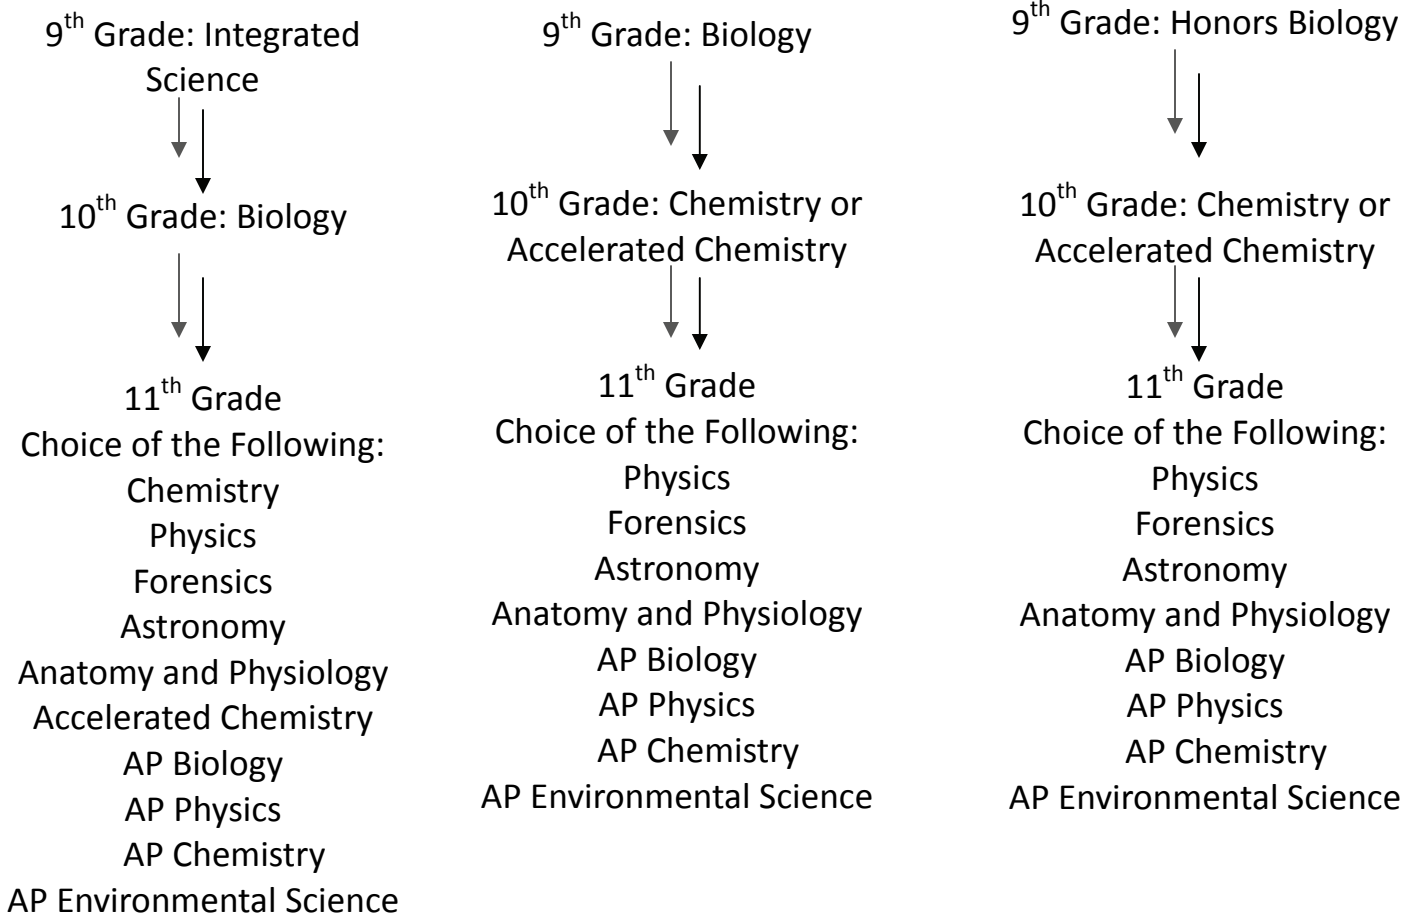 9th Grade: Integrated
Science
10th Grade: Biology
11th Grade
Choice of the Following:
Chemistry
Physics
Forensics
Astronomy
Anatomy and Physiology
Accelerated Chemistry
AP Biology
AP Physics
AP Chemistry
AP Environmental Science
9th Grade: Biology
10th Grade: Chemistry or
Accelerated Chemistry
11th Grade
Choice of the Following:
Physics
Forensics
Astronomy
Anatomy and Physiology
AP Biology
AP Physics
AP Chemistry
AP Environmental Science
9th Grade: Honors Biology
10th Grade: Chemistry or
Accelerated Chemistry
11th Grade
Choice of the Following:
Physics
Forensics
Astronomy
Anatomy and Physiology
AP Biology
AP Physics
AP Chemistry
AP Environmental Science